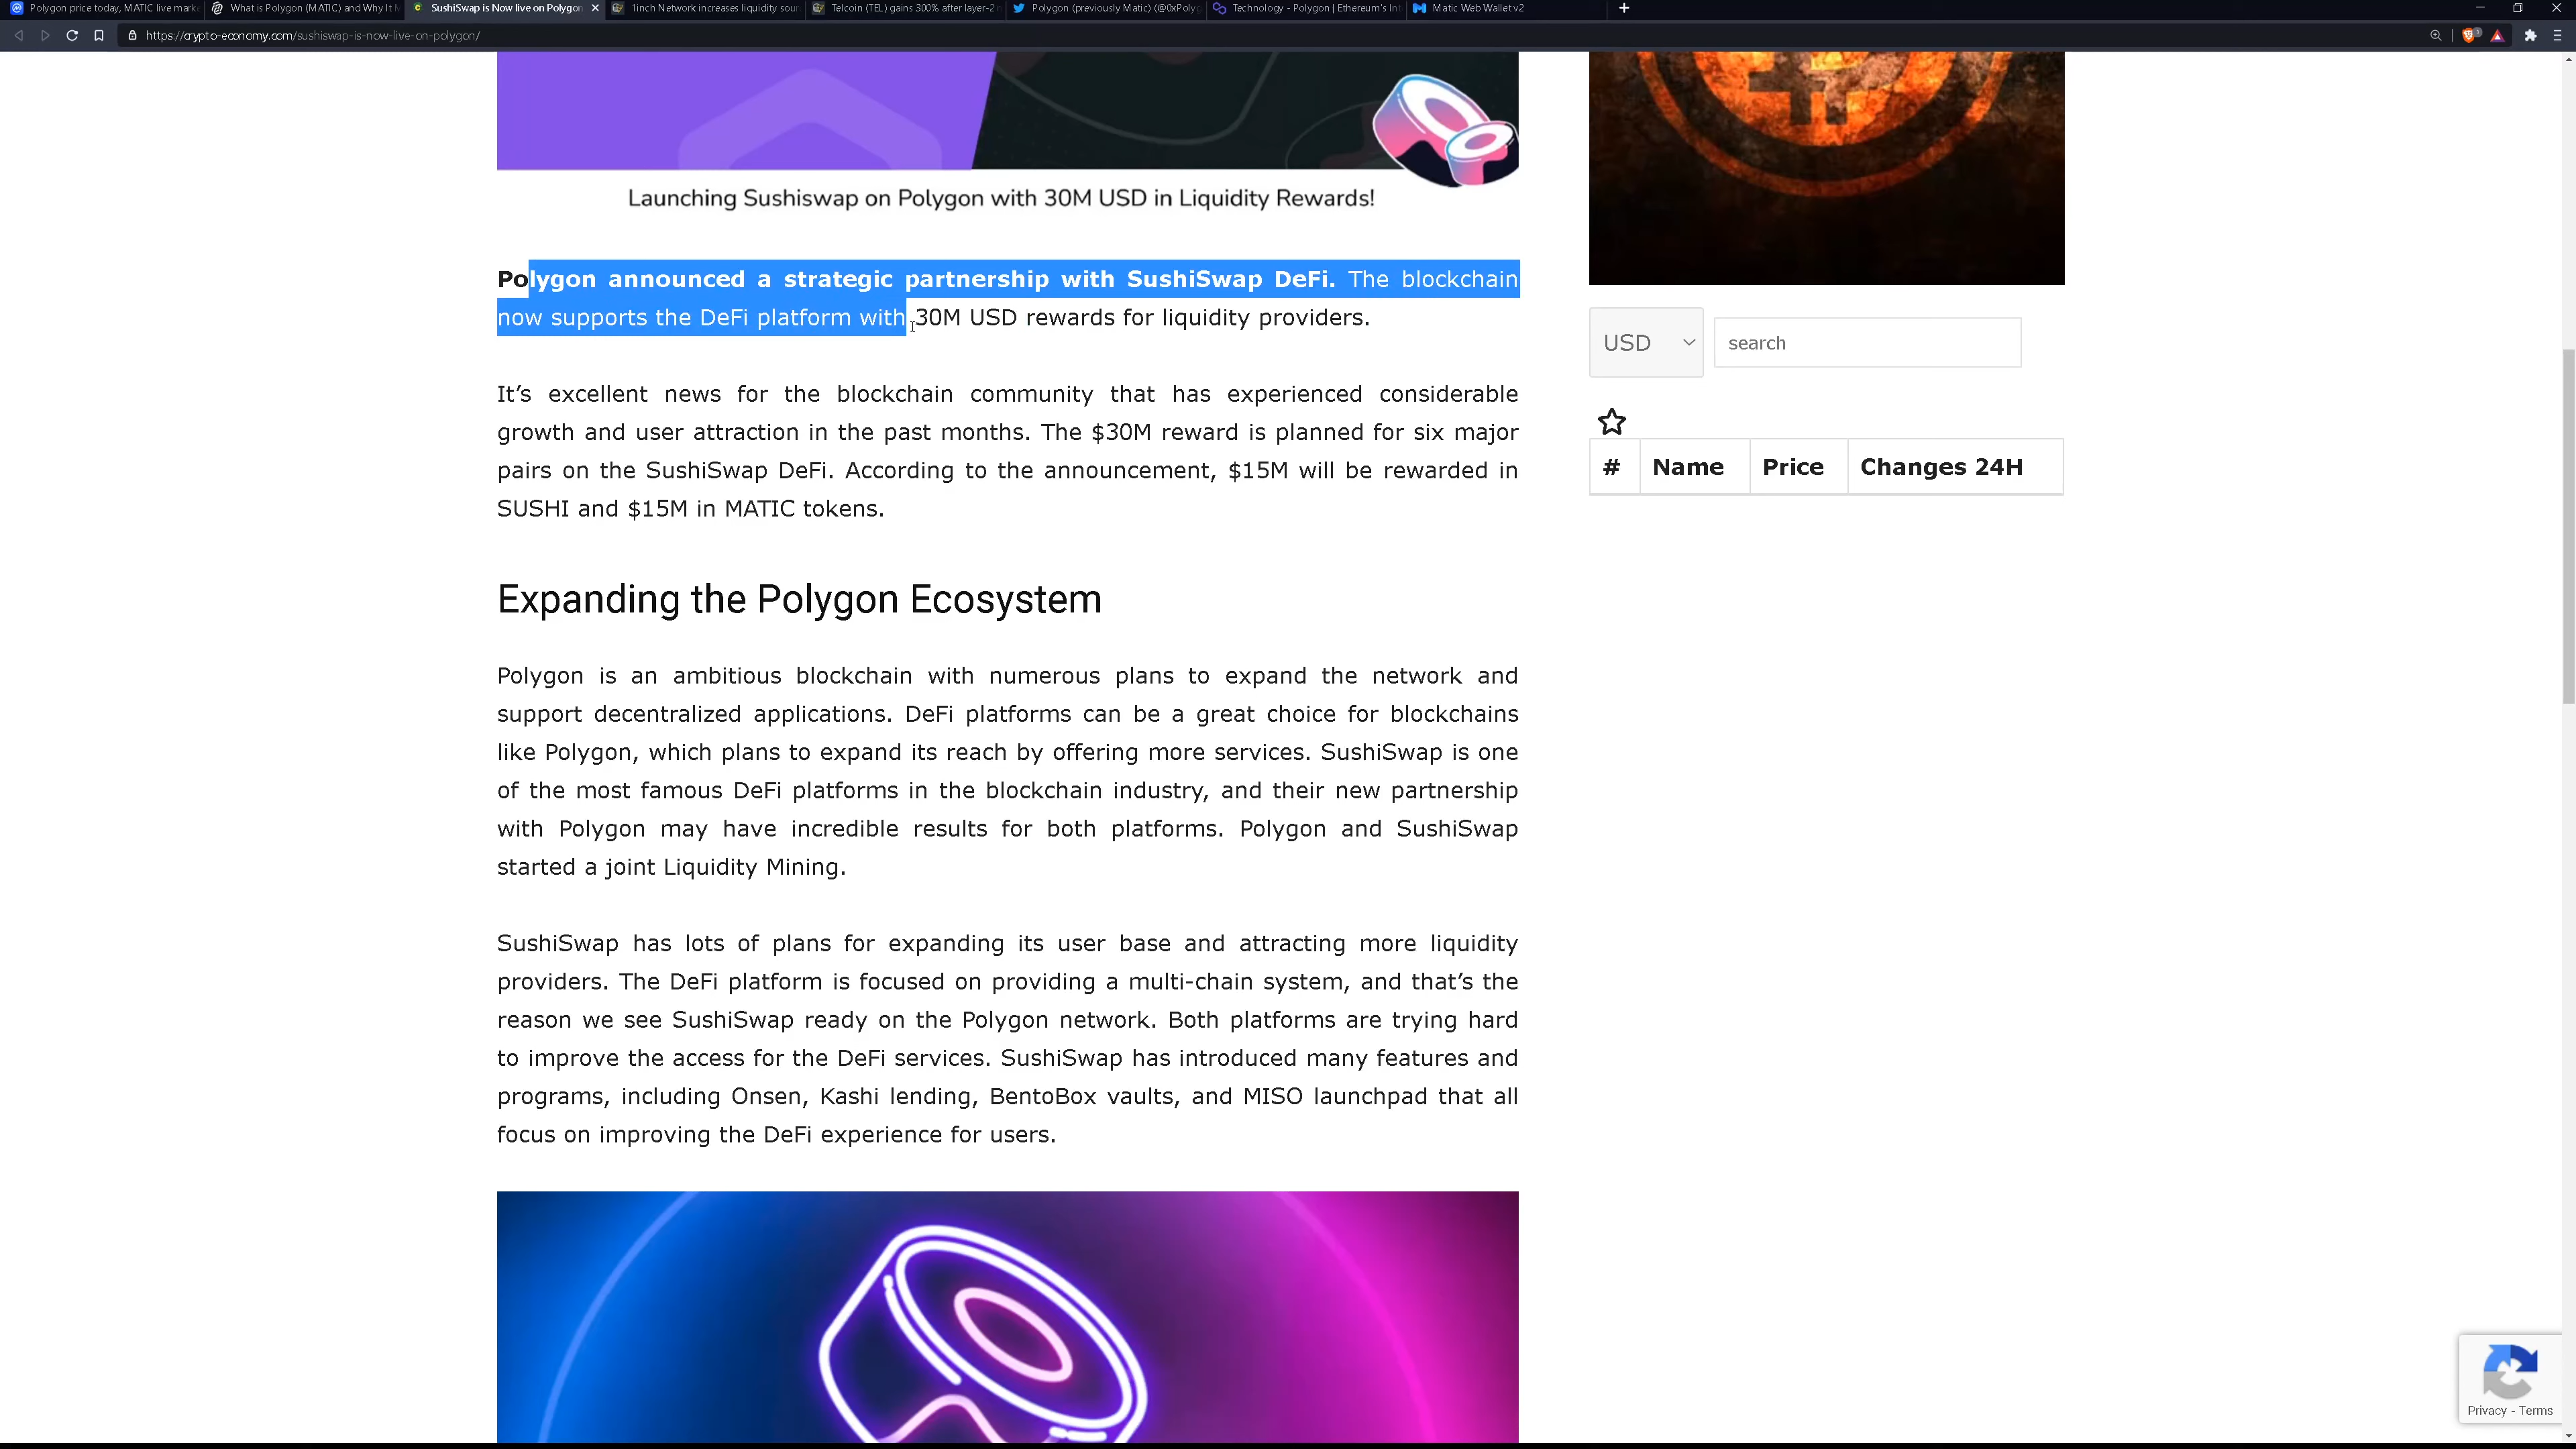 Polygon price today, MATIC live mark
What is Polygon (MATIC) and Why It M
SushiSwap is Now live on Polygon
1inch Network increases liquidity sour
Telcoin (TEL) gains 300% after layer-2
Polygon (previously Matic) (@0xPolyg
Technology - Polygon | Ethereum's Int
Matic Web Wallet v2
https://crypto-economy.com/sushiswap-is-now-live-on-polygon/
Launching Sushiswap on Polygon with 30M USD in Liquidity Rewards!
Polygon announced a strategic partnership with SushiSwap DeFi. The blockchain
now supports the DeFi platform with 30M USD rewards for liquidity providers.
It’s excellent news for the blockchain community that has experienced considerable
growth and user attraction in the past months. The $30M reward is planned for six major
pairs on the SushiSwap DeFi. According to the announcement, $15M will be rewarded in
SUSHI and $15M in MATIC tokens.
Expanding the Polygon Ecosystem
Polygon is an ambitious blockchain with numerous plans to expand the network and
support decentralized applications. DeFi platforms can be a great choice for blockchains
like Polygon, which plans to expand its reach by offering more services. SushiSwap is one
of the most famous DeFi platforms in the blockchain industry, and their new partnership
with Polygon may have incredible results for both platforms. Polygon and SushiSwap
started a joint Liquidity Mining.
SushiSwap has lots of plans for expanding its user base and attracting more liquidity
providers. The DeFi platform is focused on providing a multi-chain system, and that’s the
reason we see SushiSwap ready on the Polygon network. Both platforms are trying hard
to improve the access for the DeFi services. SushiSwap has introduced many features and
programs, including Onsen, Kashi lending, BentoBox vaults, and MISO launchpad that all
focus on improving the DeFi experience for users.
USD
search
# Name Price Changes 24H
Privacy - Terms